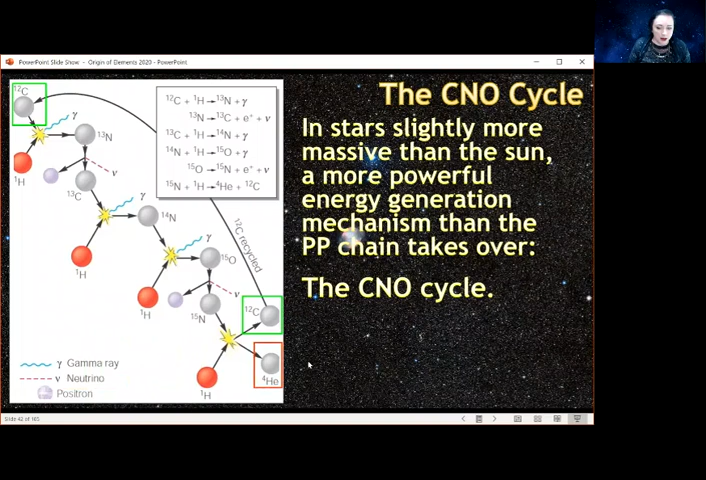 PowerPoint Slide Show - Origin of Elements 2020 - PowerPoint
The CNO Cycle
In stars slightly more
massive than the sun,
a more powerful
energy generation
mechanism than the
PP chain takes over:
The CNO cycle.
¹²C
¹²C + ¹H → ¹³N + γ
¹³N → ¹³C + e⁺ + ν
¹³C + ¹H → ¹⁴N + γ
¹⁴N + ¹H → ¹⁵O + γ
¹⁵O → ¹⁵N + e⁺ + ν
¹⁵N + ¹H → ⁴He + ¹²C
γ
¹³N
¹H
ν
¹³C
γ
¹⁴N
¹H
γ
¹⁵O
¹H
ν
¹⁵N
¹²C recycled
¹²C
⁴He
¹H
γ Gamma ray
ν Neutrino
Positron
Slide 42 of 105